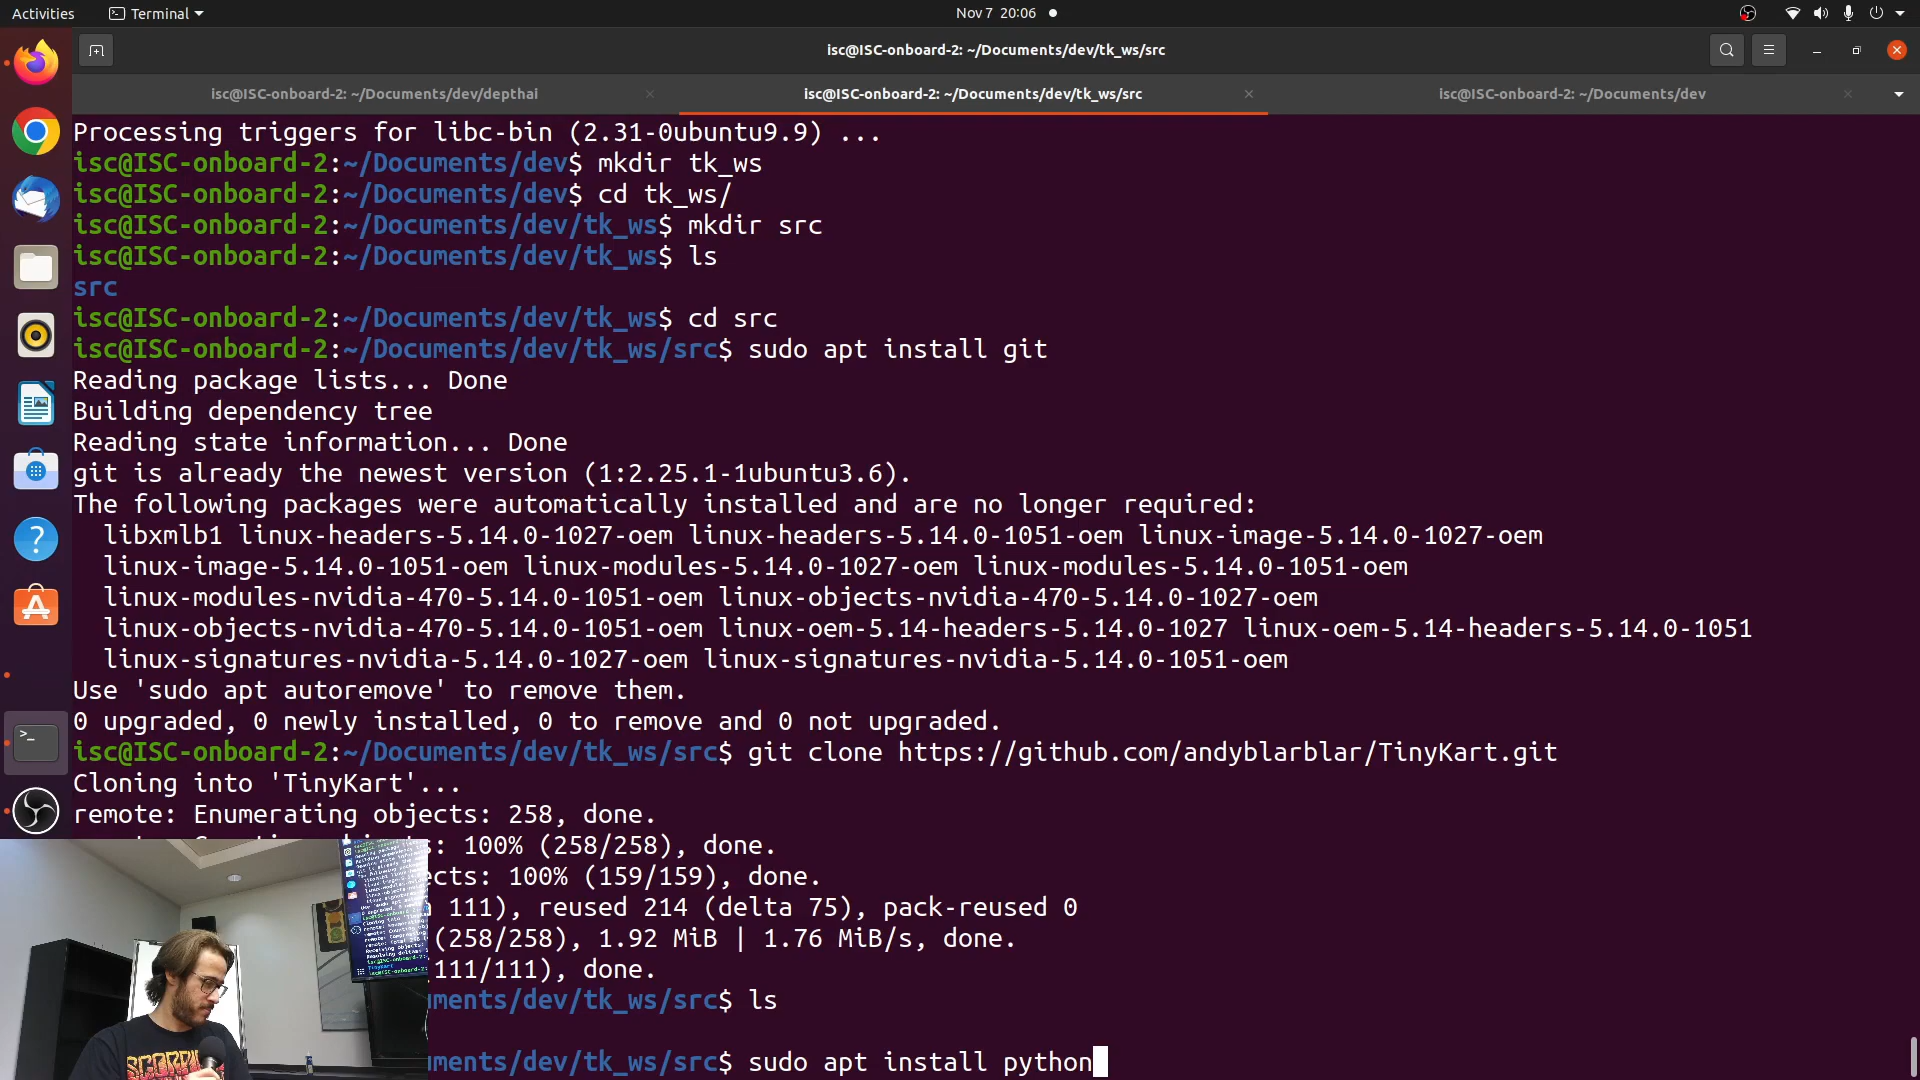 Activities
Terminal
Nov 7 20:06
isc@ISC-onboard-2: ~/Documents/dev/tk_ws/src
isc@ISC-onboard-2: ~/Documents/dev/depthai
isc@ISC-onboard-2: ~/Documents/dev/tk_ws/src
isc@ISC-onboard-2: ~/Documents/dev
Processing triggers for libc-bin (2.31-0ubuntu9.9) ...
isc@ISC-onboard-2:~/Documents/dev$ mkdir tk_ws
isc@ISC-onboard-2:~/Documents/dev$ cd tk_ws/
isc@ISC-onboard-2:~/Documents/dev/tk_ws$ mkdir src
isc@ISC-onboard-2:~/Documents/dev/tk_ws$ ls
src
isc@ISC-onboard-2:~/Documents/dev/tk_ws$ cd src
isc@ISC-onboard-2:~/Documents/dev/tk_ws/src$ sudo apt install git
Reading package lists... Done
Building dependency tree
Reading state information... Done
git is already the newest version (1:2.25.1-1ubuntu3.6).
The following packages were automatically installed and are no longer required:
libxmlb1 linux-headers-5.14.0-1027-oem linux-headers-5.14.0-1051-oem linux-image-5.14.0-1027-oem
linux-image-5.14.0-1051-oem linux-modules-5.14.0-1027-oem linux-modules-5.14.0-1051-oem
linux-modules-nvidia-470-5.14.0-1051-oem linux-objects-nvidia-470-5.14.0-1027-oem
linux-objects-nvidia-470-5.14.0-1051-oem linux-oem-5.14-headers-5.14.0-1027 linux-oem-5.14-headers-5.14.0-1051
linux-signatures-nvidia-5.14.0-1027-oem linux-signatures-nvidia-5.14.0-1051-oem
Use 'sudo apt autoremove' to remove them.
0 upgraded, 0 newly installed, 0 to remove and 0 not upgraded.
isc@ISC-onboard-2:~/Documents/dev/tk_ws/src$ git clone https://github.com/andyblarblar/TinyKart.git
Cloning into 'TinyKart'...
remote: Enumerating objects: 258, done.
: 100% (258/258), done.
ects: 100% (159/159), done.
111), reused 214 (delta 75), pack-reused 0
(258/258), 1.92 MiB | 1.76 MiB/s, done.
111/111), done.
ments/dev/tk_ws/src$ ls
ments/dev/tk_ws/src$ sudo apt install python